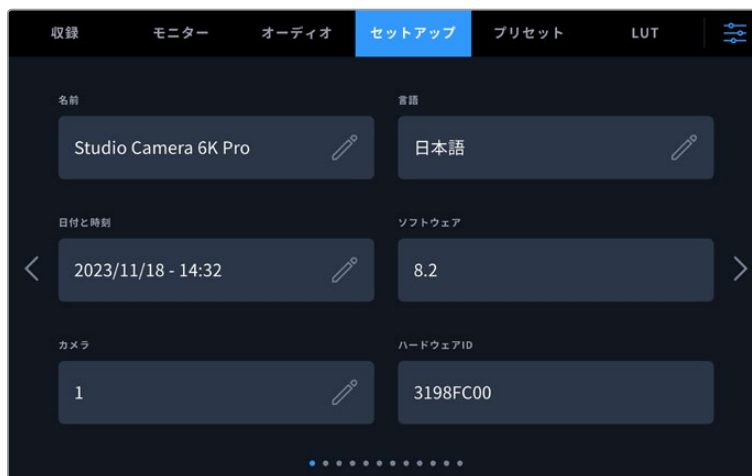 収録 モニター オーディオ セットアップ プリセット LUT
名前 言語
Studio Camera 6K Pro 日本語
日付と時刻 ソフトウェア
2023/11/18 - 14:32 8.2
カメラ ハードウェアID
1 3198FC00